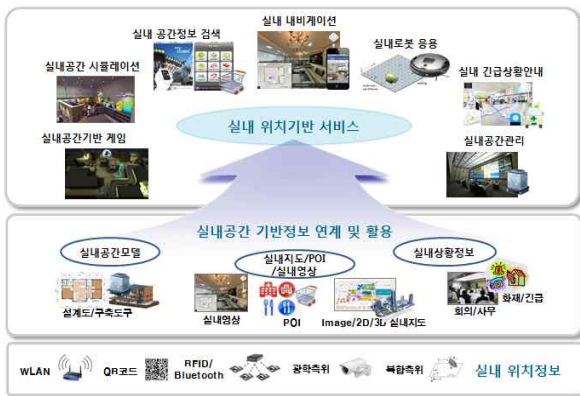 실내 내비게이션
실내 공간정보 검색
실내로봇 응용
실내공간 시뮬레이션
실내 긴급상황안내
실내 위치기반 서비스
실내공간기반 게임
실내공간관리
실내공간 기반정보 연계 및 활용
실내공간모델
실내지도/POI
/실내영상
실내상황정보
설계도/구축도구
실내영상
POI
Image/2D/3D 실내지도
회의/사무
화재/긴급
WLAN
QR코드
RFID/
Bluetooth
광학측위
복합측위
실내 위치정보